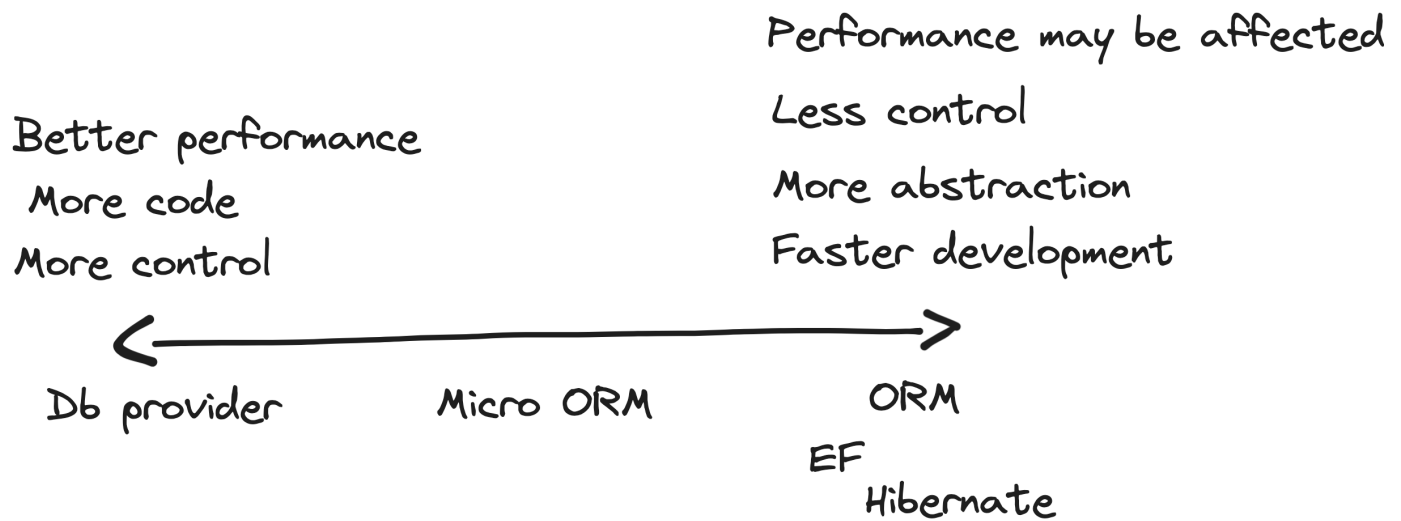 Better performance
More code
More control
Performance may be affected
Less control
More abstraction
Faster development
Db provider
Micro ORM
ORM
EF
Hibernate